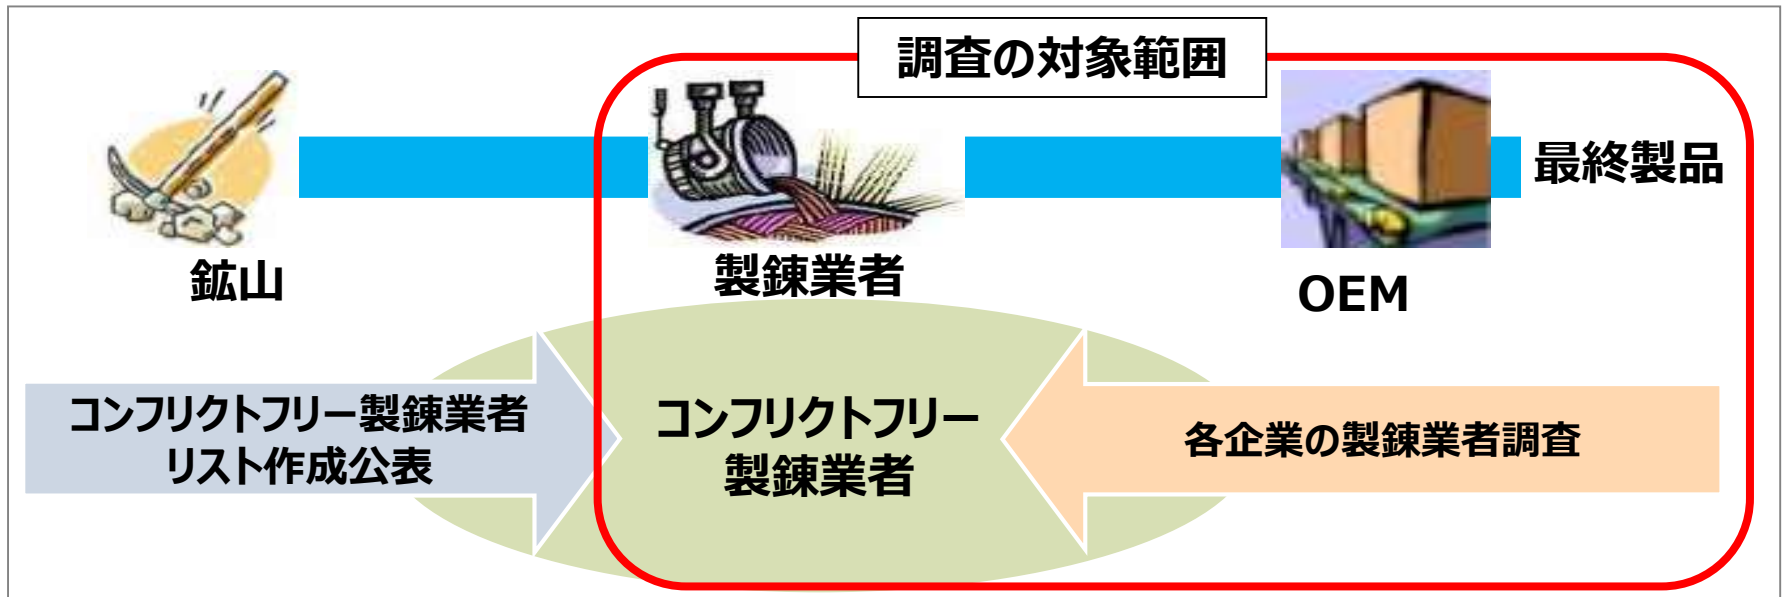 調査の対象範囲
最終製品
鉱山
製錬業者
OEM
コンフリクトフリー製錬業者
リスト作成公表
コンフリクトフリー
製錬業者
各企業の製錬業者調査